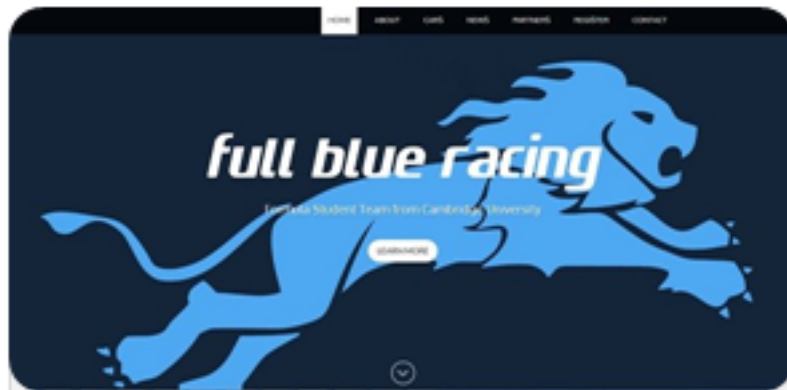 HOME ABOUT CARS NEWS PARTNERS REGISTER CONTACT
full blue racing
Formula Student Team from Cambridge University
LEARN MORE